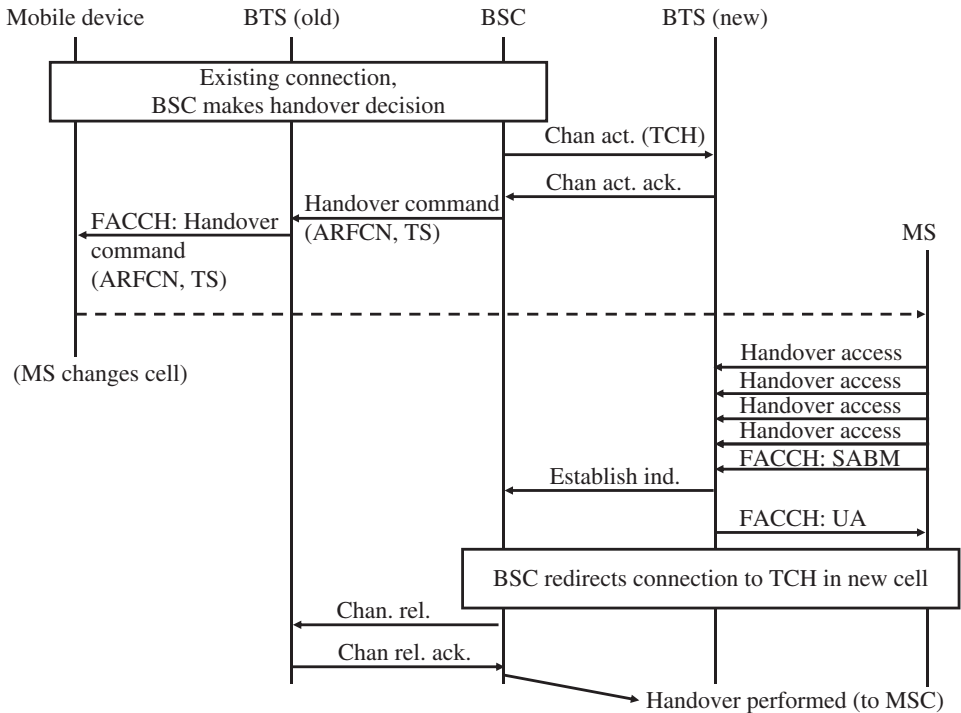 Mobile device
BTS (old)
BSC
BTS (new)
Existing connection,
BSC makes handover decision
Chan act. (TCH)
Chan act. ack.
Handover command
(ARFCN, TS)
FACCH: Handover
command
(ARFCN, TS)
MS
(MS changes cell)
Handover access
Handover access
Handover access
Handover access
FACCH: SABM
Establish ind.
FACCH: UA
BSC redirects connection to TCH in new cell
Chan. rel.
Chan rel. ack.
Handover performed (to MSC)